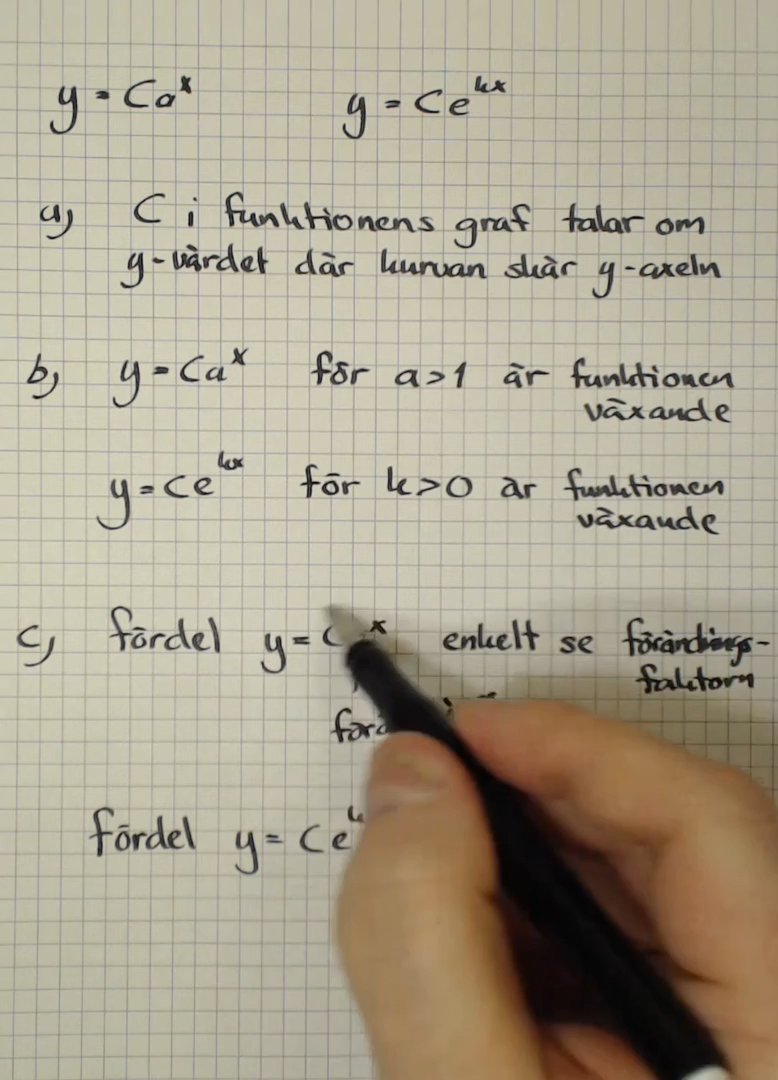 y = Ca^x y = Ce^kx
a) C i funktionens graf talar om
y-värdet där kurvan skär y-axeln
b) y = Ca^x för a>1 är funktionen
växande
y = Ce^kx för k>0 är funktionen
växande
c) fördel y = C x enkelt se förändings-
faktorn
fördel y = Ce